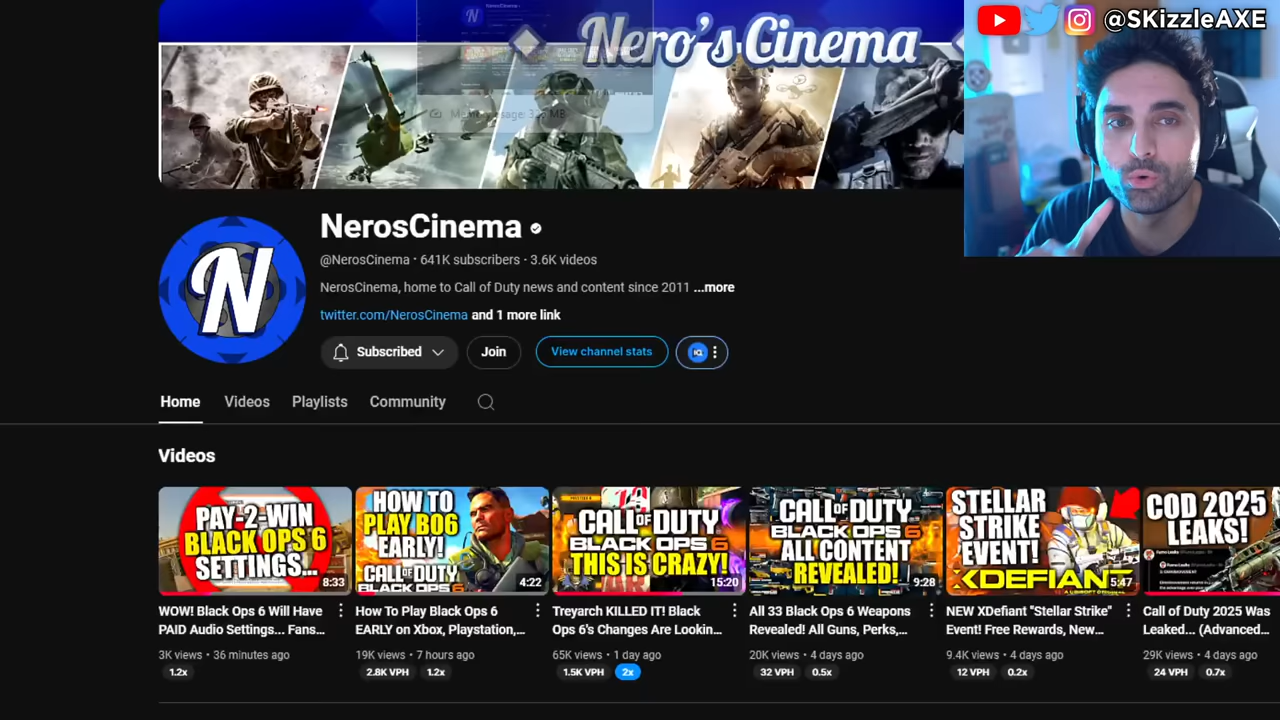 @SKizzleAXE
Nero's Cinema
NerosCinema
@NerosCinema · 641K subscribers · 3.6K videos
NerosCinema, home to Call of Duty news and content since 2011 ...more
twitter.com/NerosCinema and 1 more link
Subscribed
Join
View channel stats
IQ
Home
Videos
Playlists
Community
Videos
PAY-2-WIN
BLACK OPS 6
SETTINGS...
8:33
HOW TO
PLAY BO6
EARLY!
CALL OF DUTY
BLACK OPS 6
4:22
CALL OF DUTY
BLACK OPS 6
THIS IS CRAZY!
15:20
CALL OF DUTY
BLACK OPS 6
ALL CONTENT
REVEALED!
9:28
STELLAR
STRIKE
EVENT!
XDEFIANT
5:47
COD 2025
LEAKS!
WOW! Black Ops 6 Will Have
PAID Audio Settings... Fans...
3K views · 36 minutes ago
1.2x
How To Play Black Ops 6
EARLY on Xbox, Playstation,...
19K views · 7 hours ago
2.8K VPH
1.2x
Treyarch KILLED IT! Black
Ops 6's Changes Are Lookin...
65K views · 1 day ago
1.5K VPH
2x
All 33 Black Ops 6 Weapons
Revealed! All Guns, Perks,...
20K views · 4 days ago
32 VPH
0.5x
NEW XDefiant "Stellar Strike"
Event! Free Rewards, New...
9.4K views · 4 days ago
12 VPH
0.2x
Call of Duty 2025 Was
Leaked... (Advanced...
29K views · 4 days ago
24 VPH
0.7x